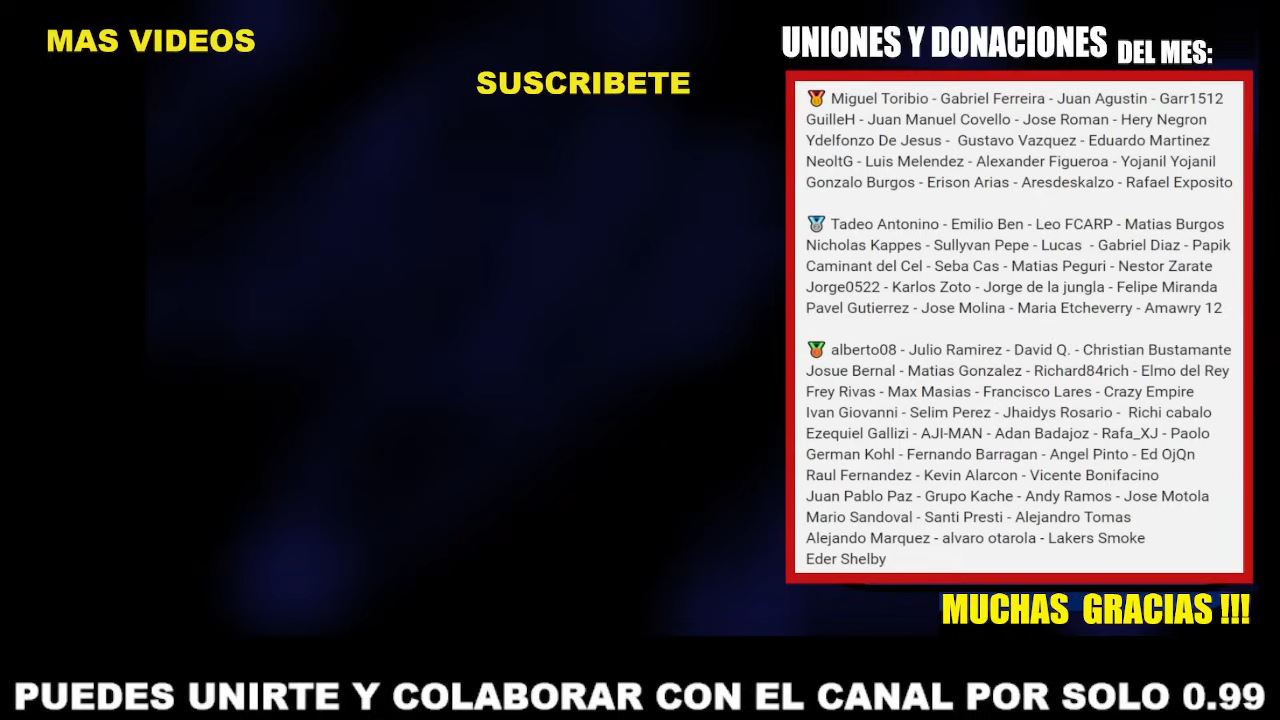 MAS VIDEOS
SUSCRIBETE
UNIONES Y DONACIONES DEL MES:
Miguel Toribio - Gabriel Ferreira - Juan Agustin - Garr1512
GuilleH - Juan Manuel Covello - Jose Roman - Hery Negron
Ydelfonzo De Jesus - Gustavo Vazquez - Eduardo Martinez
NeoltG - Luis Melendez - Alexander Figueroa - Yojanil Yojanil
Gonzalo Burgos - Erison Arias - Aresdeskalzo - Rafael Exposito
Tadeo Antonino - Emilio Ben - Leo FCARP - Matias Burgos
Nicholas Kappes - Sullyvan Pepe - Lucas - Gabriel Diaz - Papik
Caminant del Cel - Seba Cas - Matias Peguri - Nestor Zarate
Jorge0522 - Karlos Zoto - Jorge de la jungla - Felipe Miranda
Pavel Gutierrez - Jose Molina - Maria Etcheverry - Amawry 12
alberto08 - Julio Ramirez - David Q. - Christian Bustamante
Josue Bernal - Matias Gonzalez - Richard84rich - Elmo del Rey
Frey Rivas - Max Masias - Francisco Lares - Crazy Empire
Ivan Giovanni - Selim Perez - Jhaidys Rosario - Richi cabalo
Ezequiel Gallizi - AJI-MAN - Adan Badajoz - Rafa_XJ - Paolo
German Kohl - Fernando Barragan - Angel Pinto - Ed OjQn
Raul Fernandez - Kevin Alarcon - Vicente Bonifacino
Juan Pablo Paz - Grupo Kache - Andy Ramos - Jose Motola
Mario Sandoval - Santi Presti - Alejandro Tomas
Alejando Marquez - alvaro otarola - Lakers Smoke
Eder Shelby
MUCHAS GRACIAS !!!
PUEDES UNIRTE Y COLABORAR CON EL CANAL POR SOLO 0.99